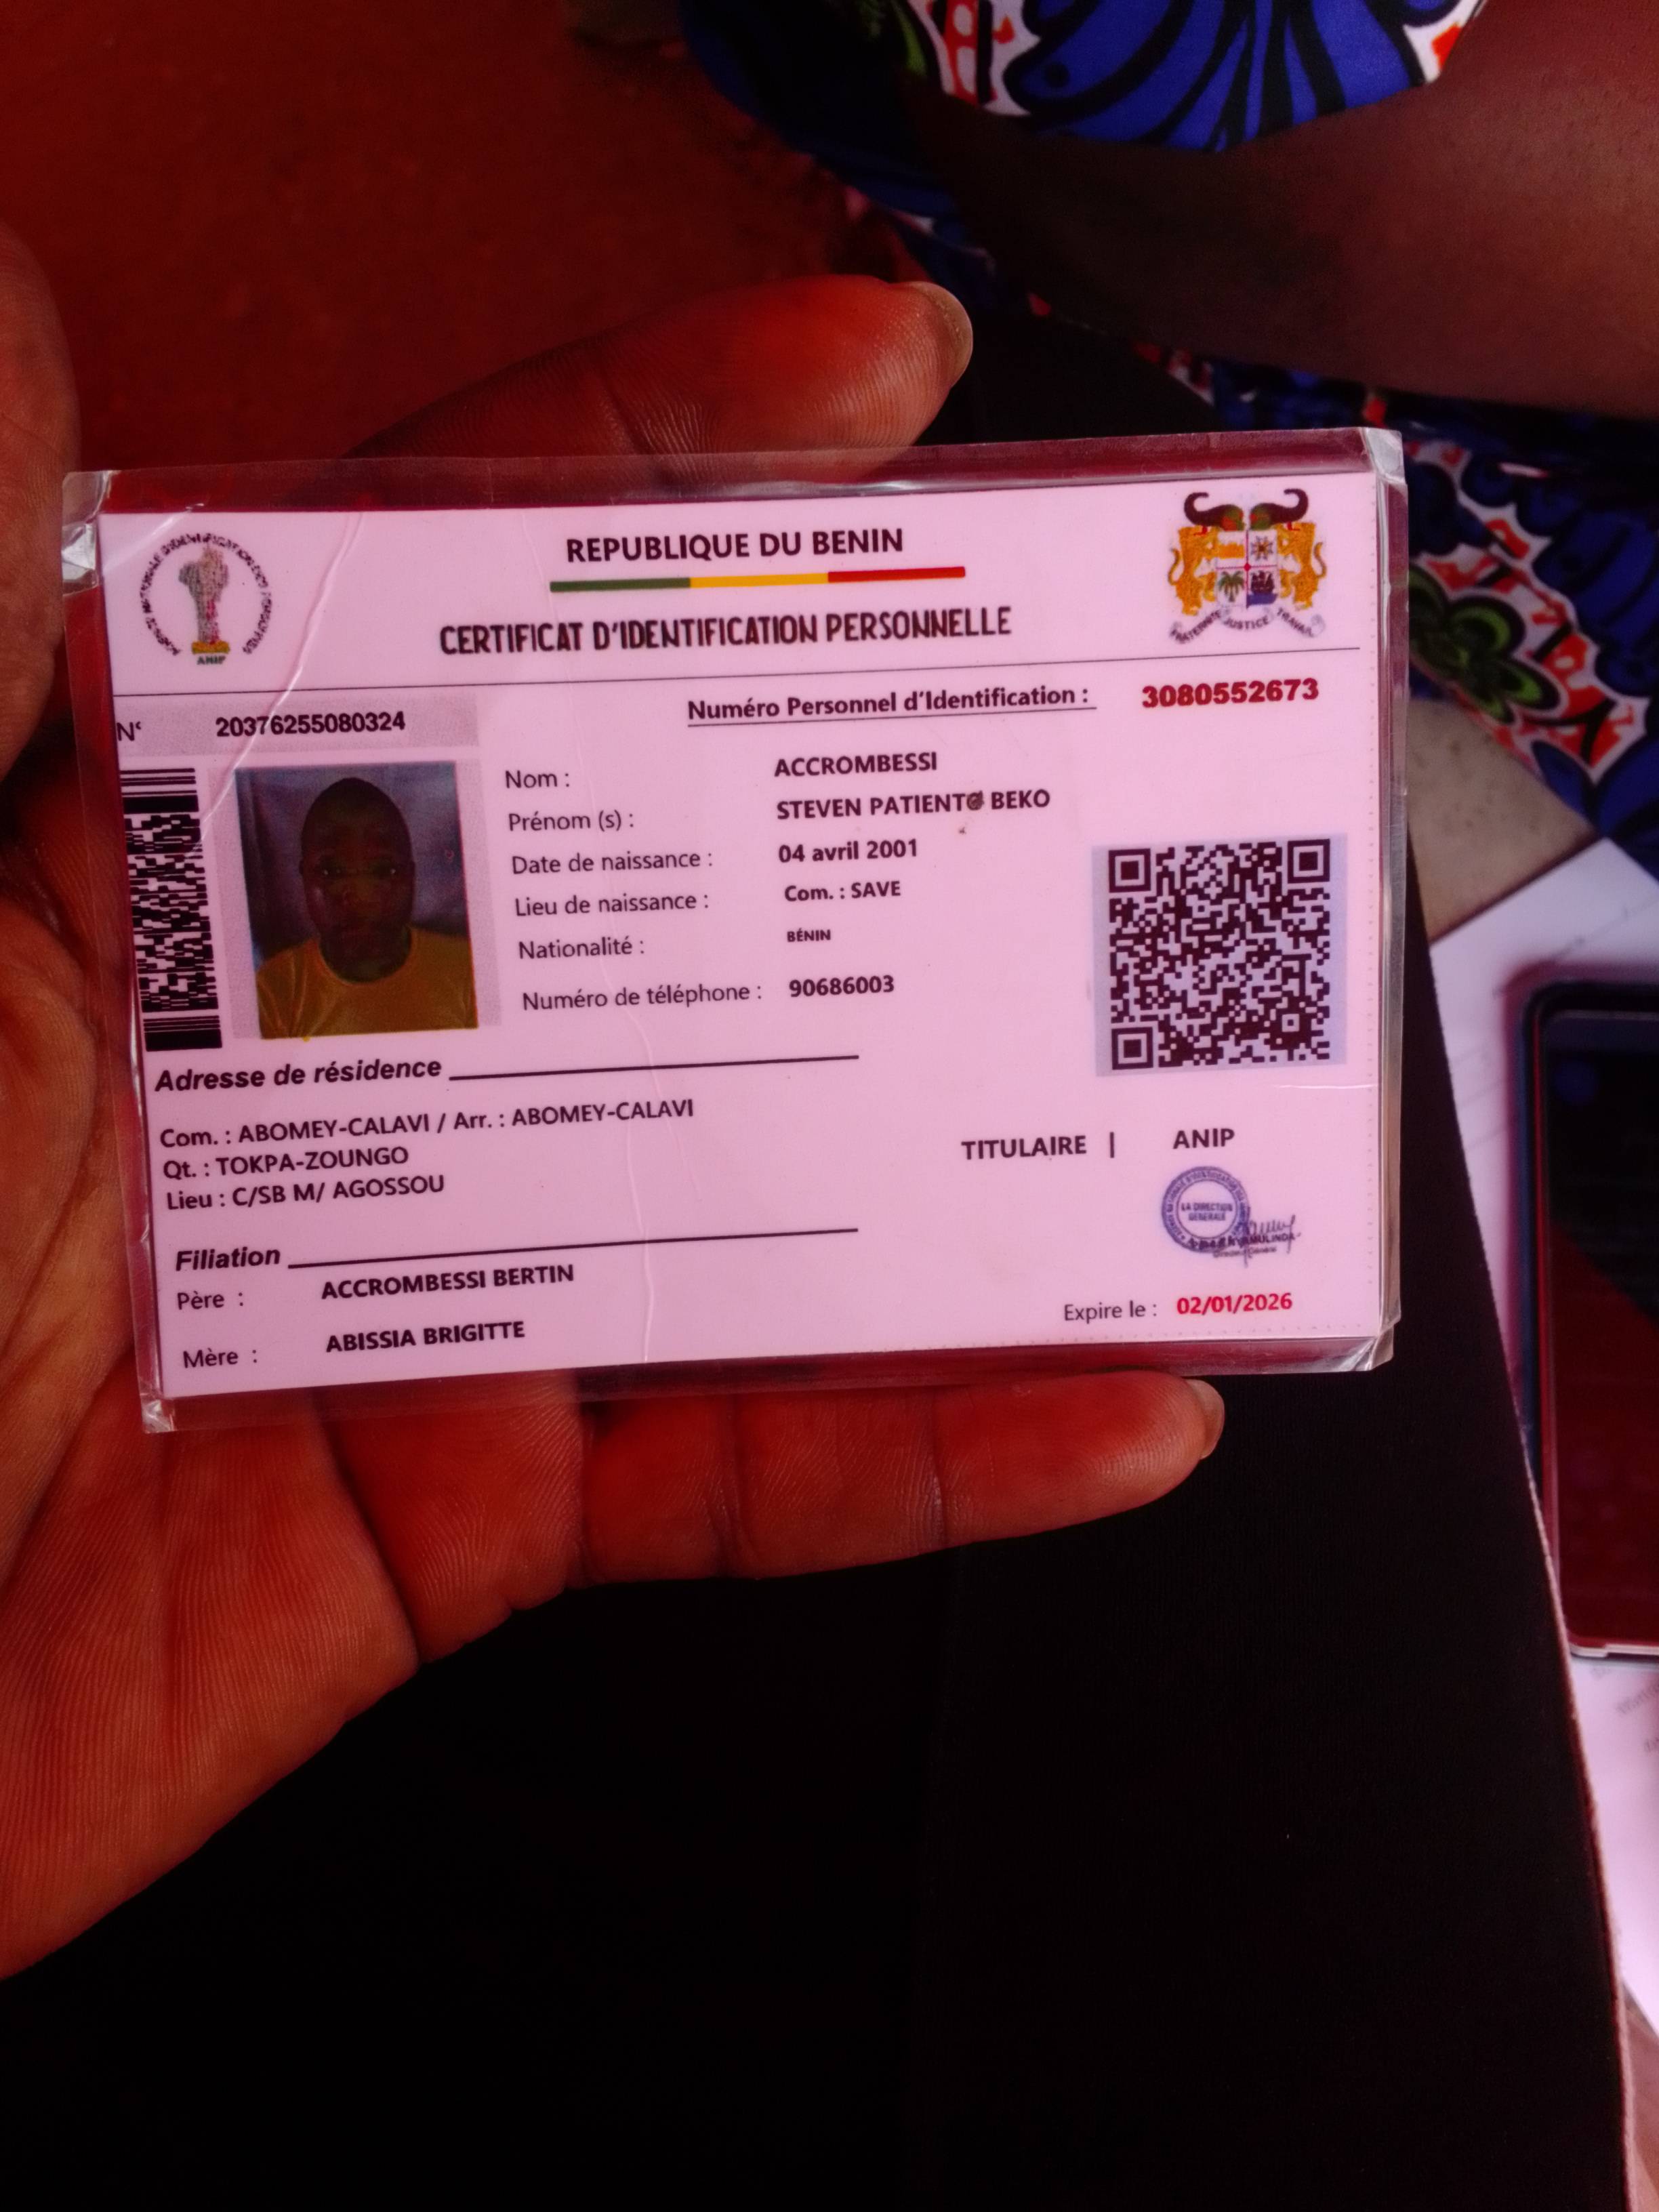 REPUBLIQUE DU BENIN
CERTIFICAT D'IDENTIFICATION PERSONNELLE
ANIP
FRATERNITE JUSTICE TRAVAIL
Numéro Personnel d'Identification : 3080552673
N° 20376255080324
Nom : ACCROMBESSI
Prénom (s) : STEVEN PATIENT BEKO
Date de naissance : 04 avril 2001
Lieu de naissance : Com. : SAVE
Nationalité : BÉNIN
Numéro de téléphone : 90686003
Adresse de résidence
Com. : ABOMEY-CALAVI / Arr. : ABOMEY-CALAVI
Qt. : TOKPA-ZOUNGO
Lieu : C/SB M/ AGOSSOU
TITULAIRE | ANIP
LA DIRECTION
GENERALE
Directeur Général
Filiation
Père : ACCROMBESSI BERTIN
Mère : ABISSIA BRIGITTE
Expire le : 02/01/2026